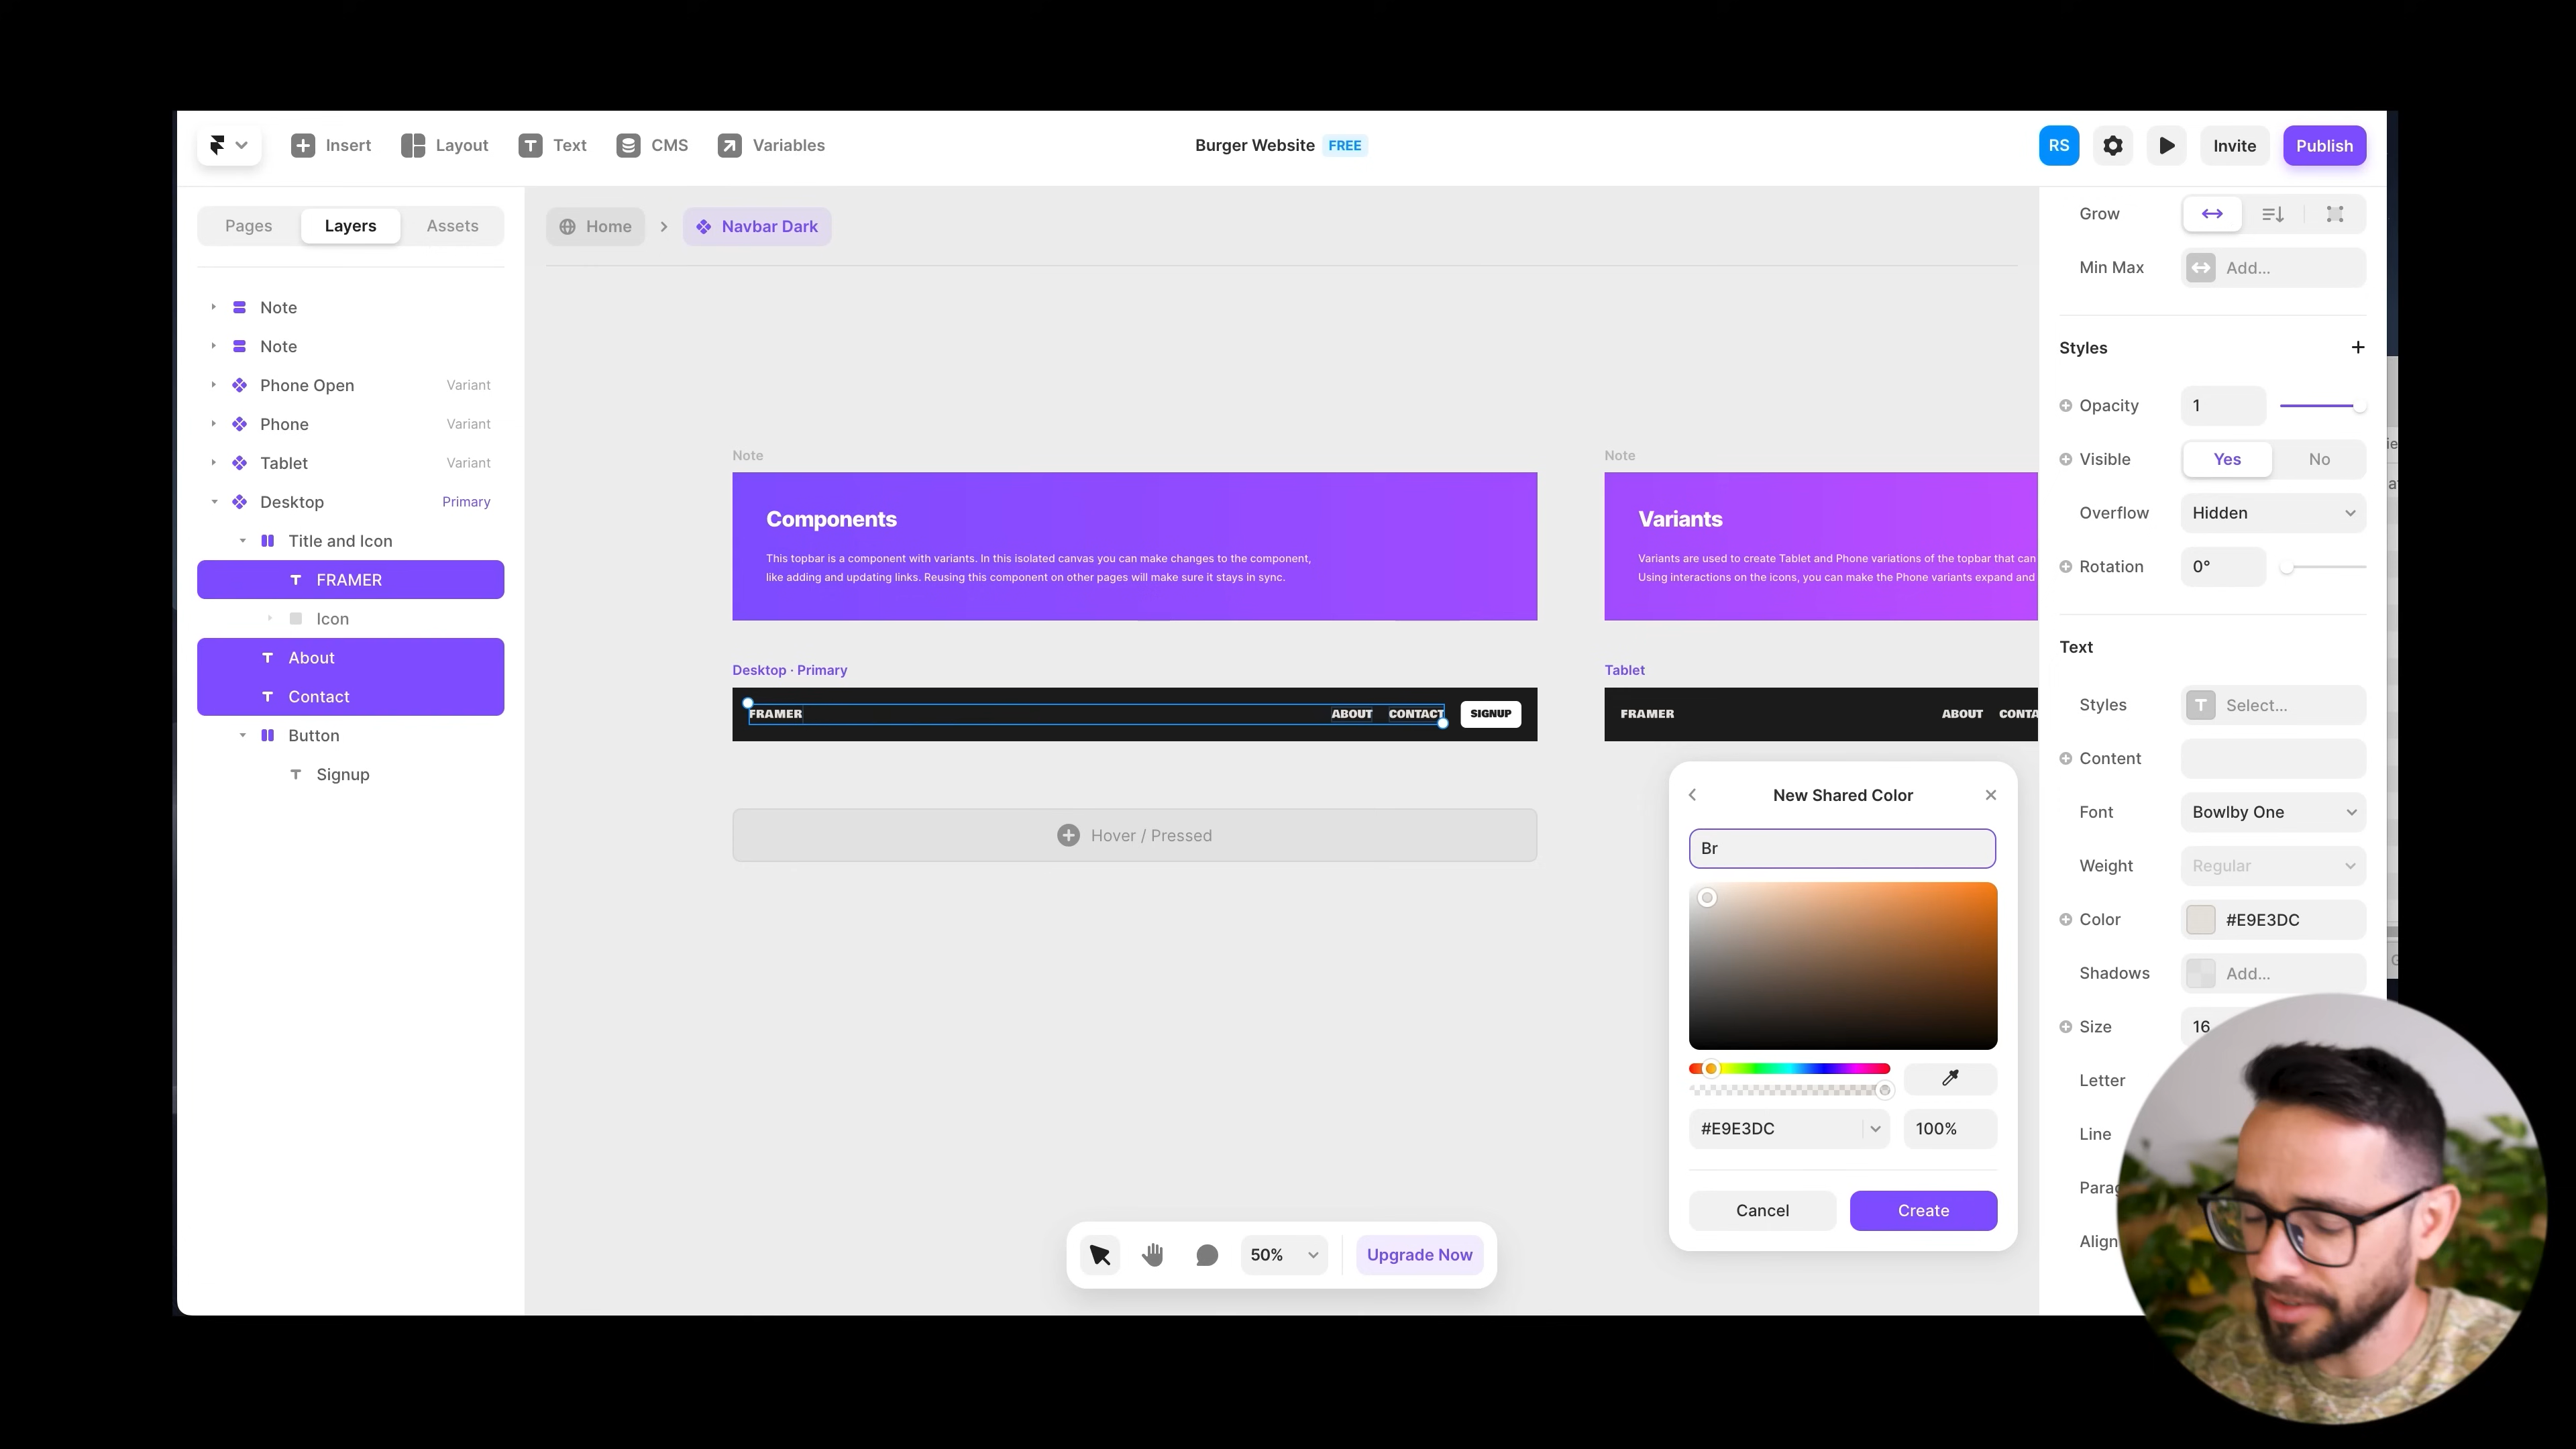 Insert
Layout
Text
CMS
Variables
Burger Website FREE
RS
Invite
Publish
Pages
Layers
Assets
Note
Note
Phone Open Variant
Phone Variant
Tablet Variant
Desktop Primary
Title and Icon
FRAMER
Icon
About
Contact
Button
Signup
Home
Navbar Dark
Note
Components
This topbar is a component with variants. In this isolated canvas you can make changes to the component,
like adding and updating links. Reusing this component on other pages will make sure it stays in sync.
Note
Variants
Variants are used to create Tablet and Phone variations of the topbar that can
Using interactions on the icons, you can make the Phone variants expand and
Desktop · Primary
FRAMER
ABOUT
CONTACT
SIGNUP
Tablet
FRAMER
ABOUT
CONTA
Hover / Pressed
New Shared Color
Br
#E9E3DC
100%
Cancel
Create
50%
Upgrade Now
Grow
Min Max
Add...
Styles
Opacity
1
Visible
Yes
No
Overflow
Hidden
Rotation
0°
Text
Styles
Select...
Content
Font
Bowlby One
Weight
Regular
Color
#E9E3DC
Shadows
Add...
Size
16
Letter
Line
Parag
Align